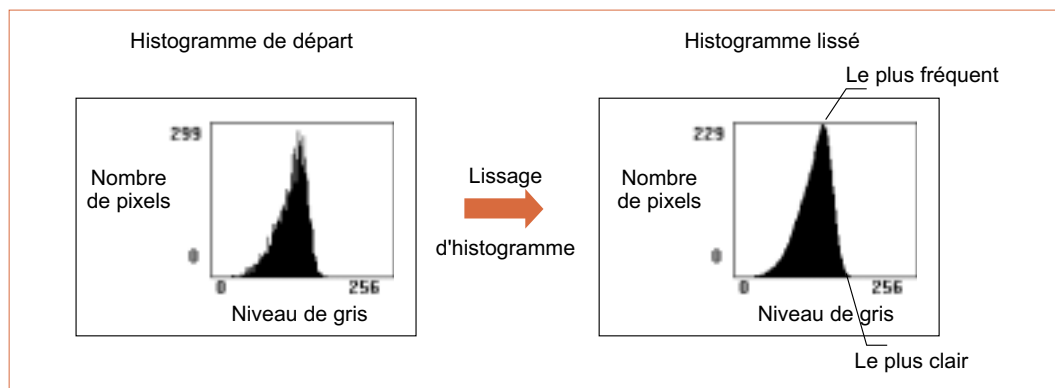 Histogramme de départ
299
Nombre
de pixels
0
0 256
Niveau de gris
Lissage
d'histogramme
Histogramme lissé
Le plus fréquent
229
Nombre
de pixels
0
0 256
Niveau de gris
Le plus clair